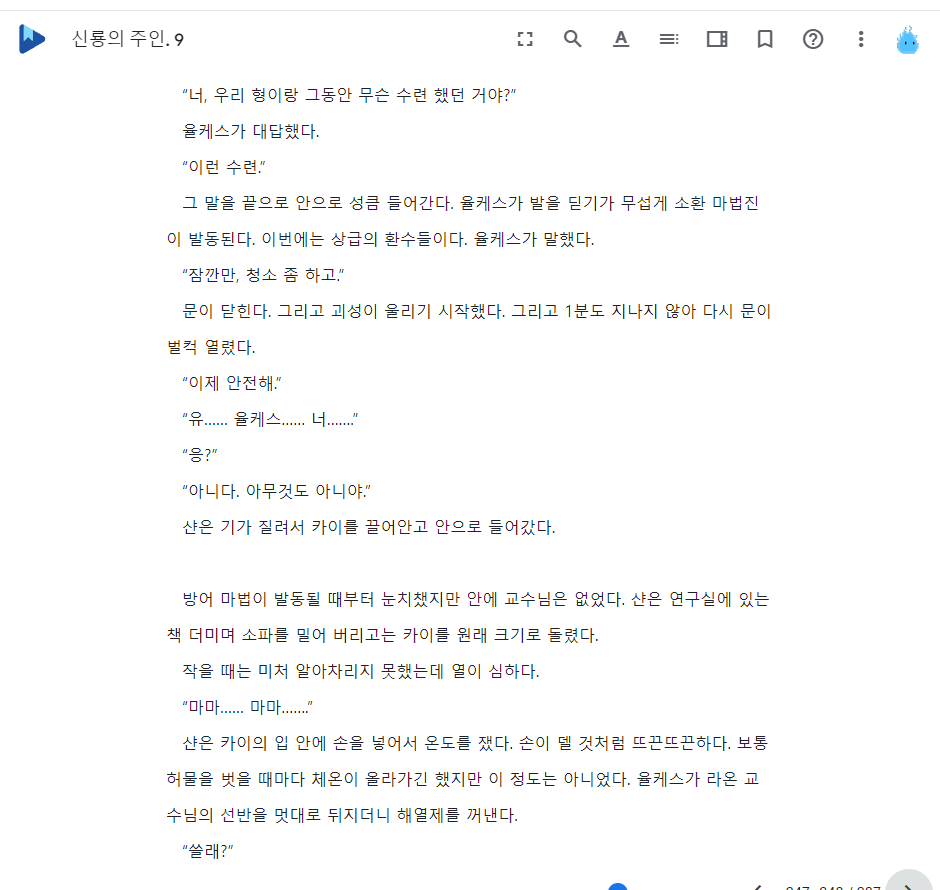 신룡의 주인. 9
“너, 우리 형이랑 그동안 무슨 수련 했던 거야?”
율케스가 대답했다.
“이런 수련.”
그 말을 끝으로 안으로 성큼 들어간다. 율케스가 발을 딛기가 무섭게 소환 마법진
이 발동된다. 이번에는 상급의 환수들이다. 율케스가 말했다.
“잠깐만, 청소 좀 하고.”
문이 닫힌다. 그리고 괴성이 울리기 시작했다. 그리고 1분도 지나지 않아 다시 문이
벌컥 열렸다.
“이제 안전해.”
“유...... 율케스...... 너.......”
“응?”
“아니다. 아무것도 아니야.”
샨은 기가 질려서 카이를 끌어안고 안으로 들어갔다.
방어 마법이 발동될 때부터 눈치챘지만 안에 교수님은 없었다. 샨은 연구실에 있는
책 더미며 소파를 밀어 버리고는 카이를 원래 크기로 돌렸다.
작을 때는 미처 알아차리지 못했는데 열이 심하다.
“마마...... 마마.......”
샨은 카이의 입 안에 손을 넣어서 온도를 쟀다. 손이 델 것처럼 뜨끈뜨끈하다. 보통
허물을 벗을 때마다 체온이 올라가긴 했지만 이 정도는 아니었다. 율케스가 라온 교
수님의 선반을 멋대로 뒤지더니 해열제를 꺼낸다.
“쓸래?”